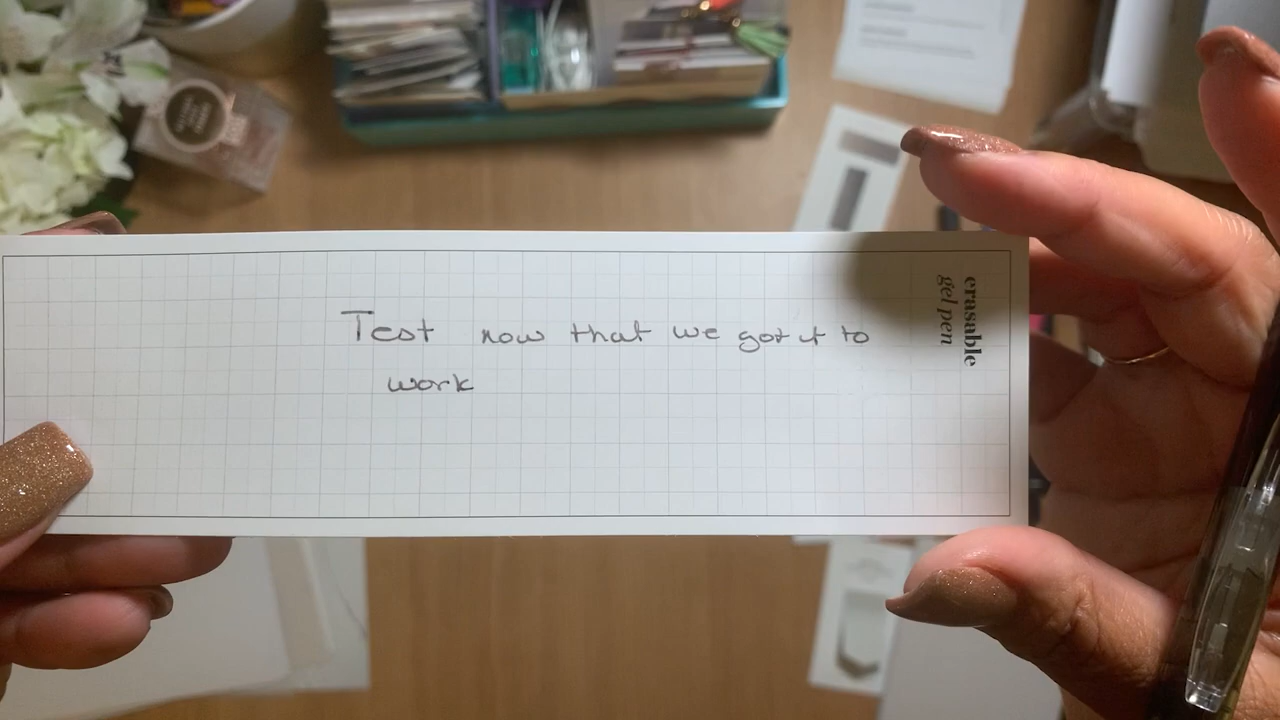 Test now that we got it to
work
erasable
gel pen